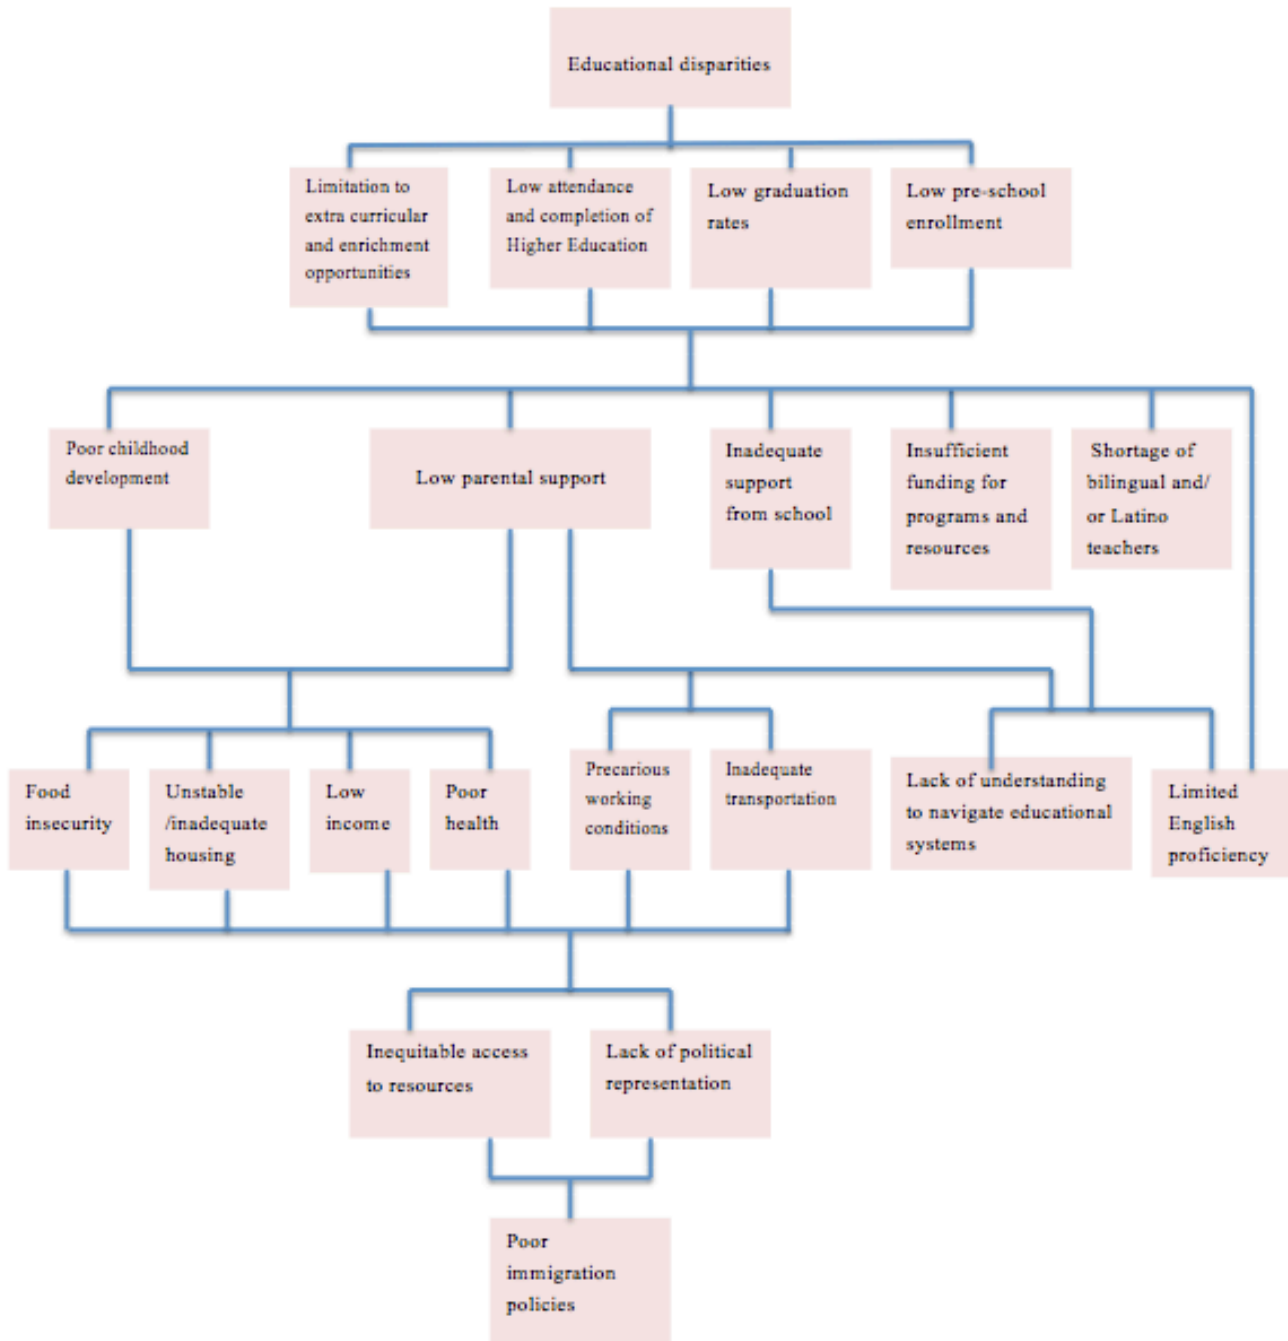 Educational disparities
Limitation to
extra curricular
and enrichment
opportunities
Low attendance
and completion of
Higher Education
Low graduation
rates
Low pre-school
enrollment
Poor childhood
development
Low parental support
Inadequate
support
from school
Insufficient
funding for
programs and
resources
Shortage of
bilingual and/
or Latino
teachers
Food
insecurity
Unstable
/inadequate
housing
Low
income
Poor
health
Precarious
working
conditions
Inadequate
transportation
Lack of understanding
to navigate educational
systems
Limited
English
proficiency
Inequitable access
to resources
Lack of political
representation
Poor
immigration
policies